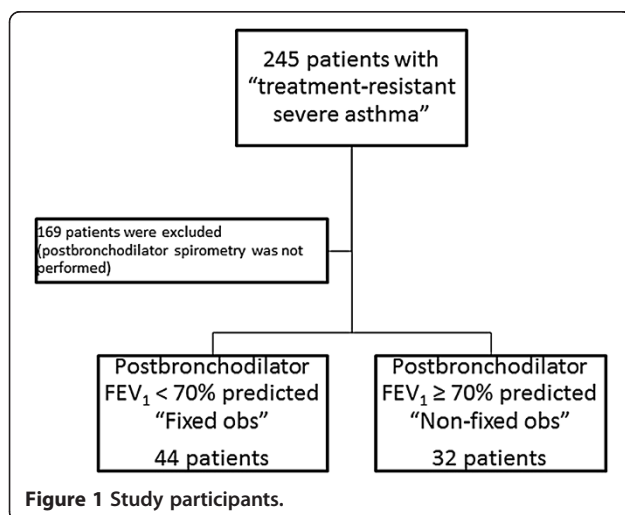 245 patients with
“treatment-resistant
severe asthma”
169 patients were excluded
(postbronchodilator spirometry was not
performed)
Postbronchodilator
FEV₁ < 70% predicted
“Fixed obs”
44 patients
Postbronchodilator
FEV₁ ≥ 70% predicted
“Non-fixed obs”
32 patients
Figure 1 Study participants.